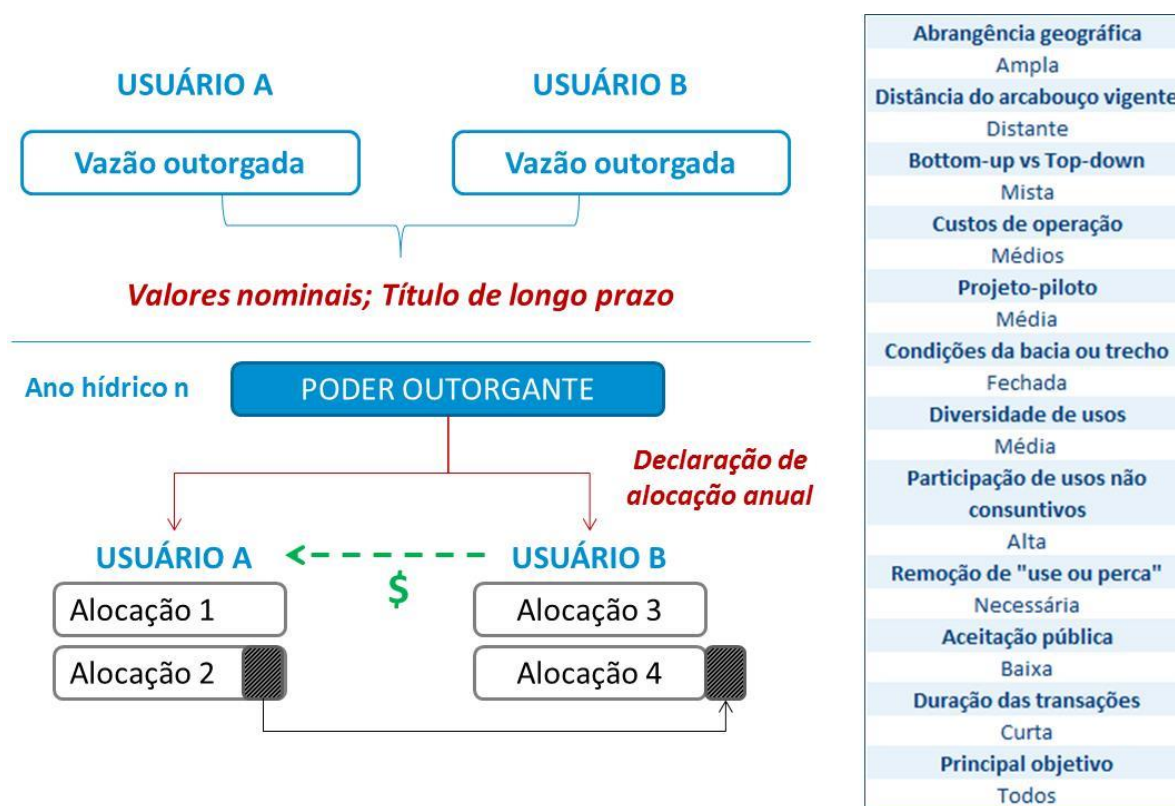 USUÁRIO A
USUÁRIO B
Vazão outorgada
Vazão outorgada
Valores nominais; Título de longo prazo
Ano hídrico n
PODER OUTORGANTE
Declaração de
alocação anual
USUÁRIO A
USUÁRIO B
$
Alocação 1
Alocação 3
Alocação 2
Alocação 4
Abrangência geográfica
Ampla
Distância do arcabouço vigente
Distante
Bottom-up vs Top-down
Mista
Custos de operação
Médios
Projeto-piloto
Média
Condições da bacia ou trecho
Fechada
Diversidade de usos
Média
Participação de usos não
consuntivos
Alta
Remoção de "use ou perca"
Necessária
Aceitação pública
Baixa
Duração das transações
Curta
Principal objetivo
Todos